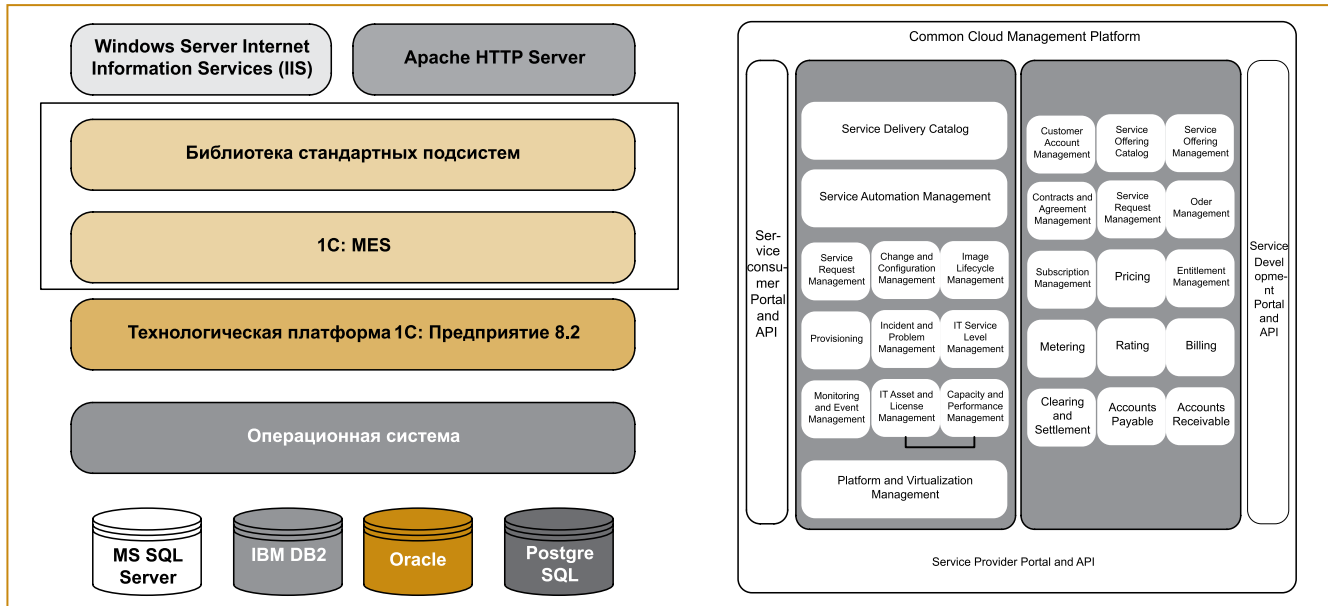 Windows Server Internet
Information Services (IIS)
Apache HTTP Server
Библиотека стандартных подсистем
1C: MES
Технологическая платформа 1C: Предприятие 8.2
Операционная система
MS SQL
Server
IBM DB2
Oracle
Postgre
SQL
Common Cloud Management Platform
Ser-
vice
consu-
mer
Portal
and
API
Service Delivery Catalog
Service Automation Management
Service
Request
Management
Change and
Configuration
Management
Image
Lifecycle
Management
Provisioning
Incident and
Problem
Management
IT Service
Level
Management
Monitoring
and Event
Management
IT Asset and
License
Management
Capacity and
Performance
Management
Platform and Virtualization
Management
Customer
Account
Management
Service
Offering
Catalog
Service
Offering
Management
Contracts and
Agreement
Management
Service
Request
Management
Oder
Management
Subscription
Management
Pricing
Entitlement
Management
Metering
Rating
Billing
Clearing
and
Settlement
Accounts
Payable
Accounts
Receivable
Service
Devel
opme-
nt
Portal
and
API
Service Provider Portal and API